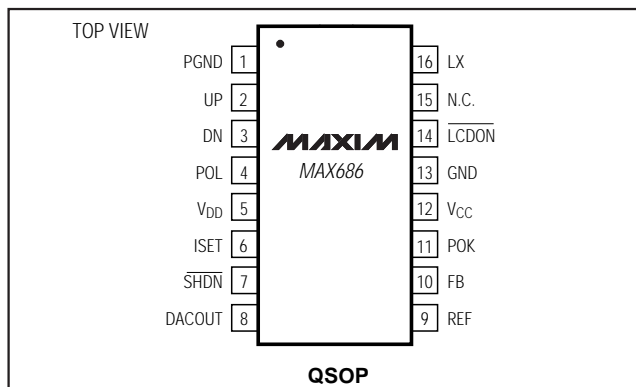 TOP VIEW
PGND 1
UP 2
DN 3
POL 4
VDD 5
ISET 6
SHDN 7
DACOUT 8
MAXIM
MAX686
16 LX
15 N.C.
14 LCDON
13 GND
12 VCC
11 POK
10 FB
9 REF
QSOP